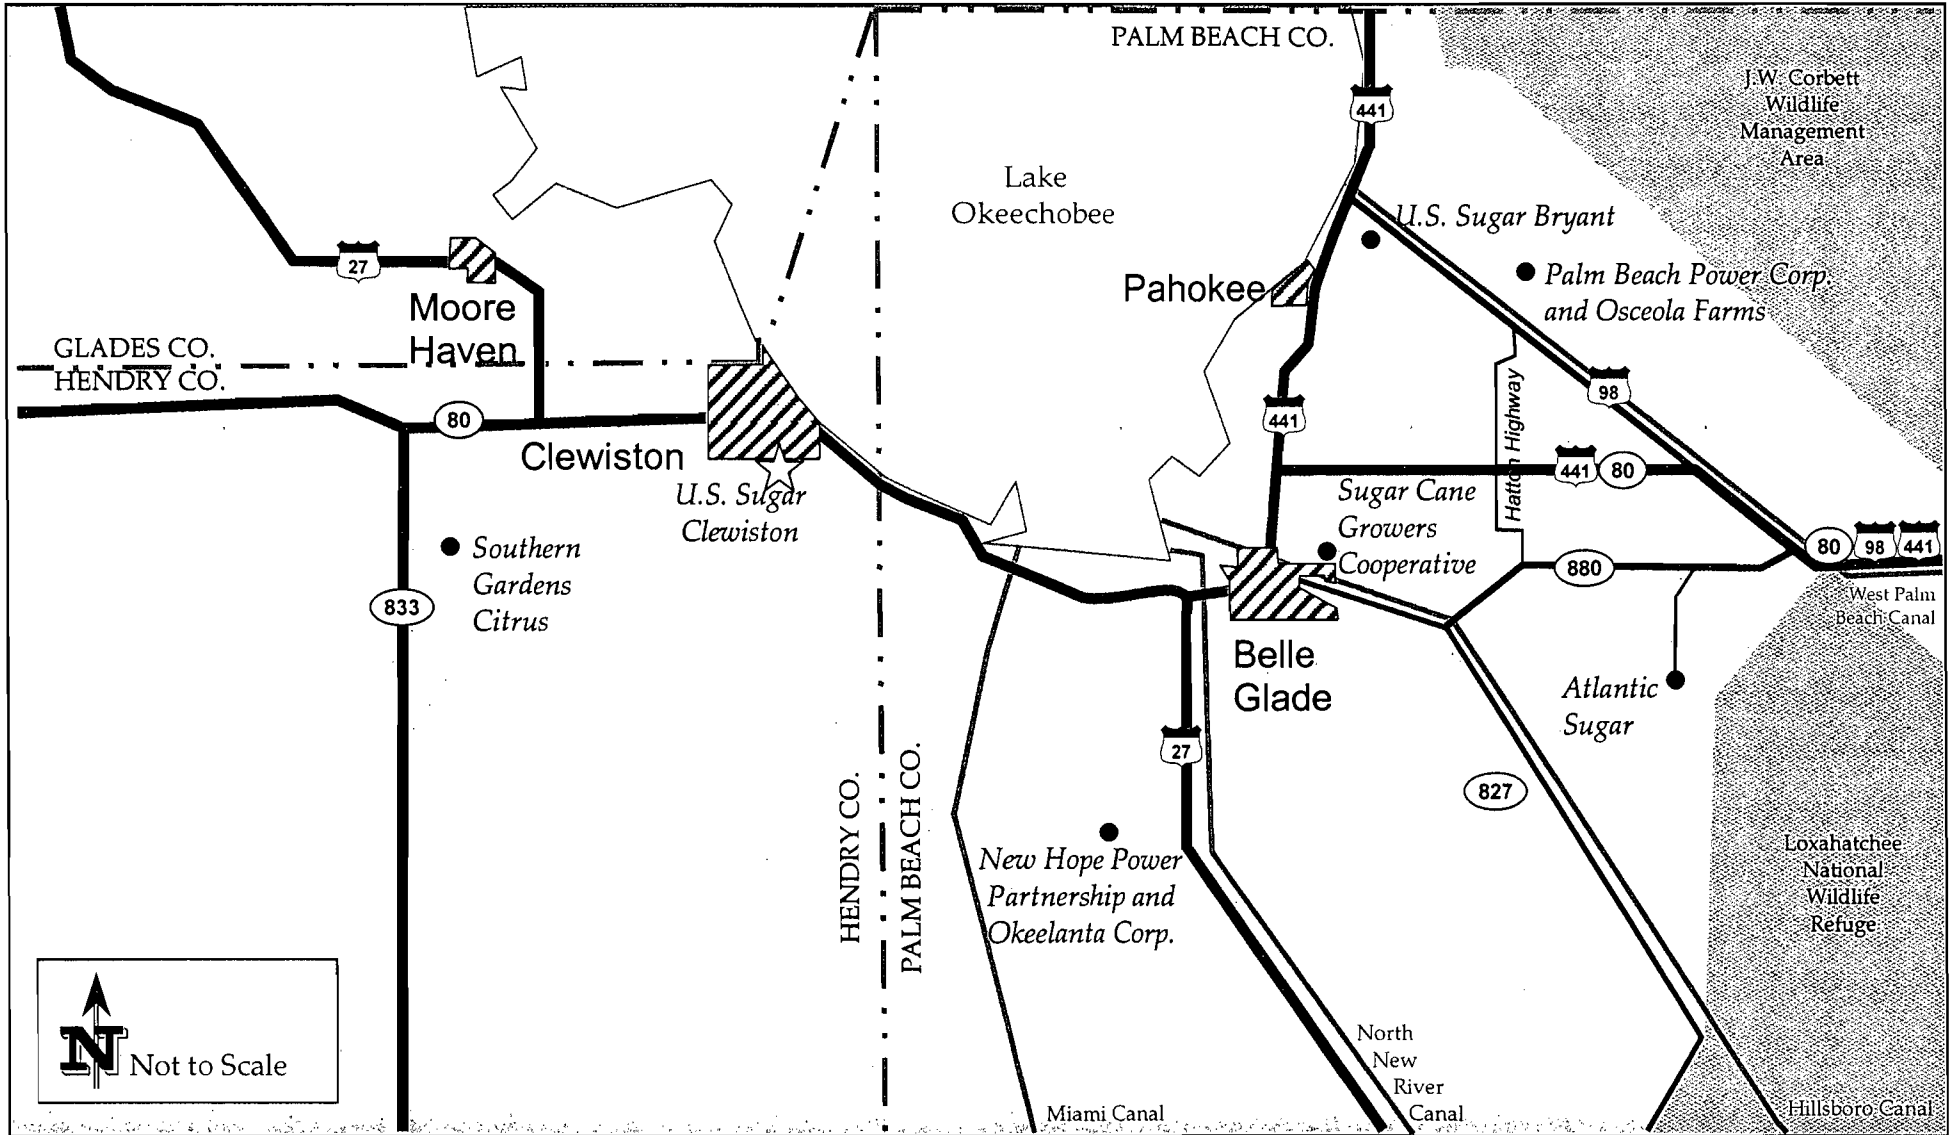 PALM BEACH CO.
J.W. Corbett
Wildlife
Management
Area
441
Lake
Okeechobee
U.S. Sugar Bryant
27
Palm Beach Power Corp.
and Osceola Farms
Pahokee
Moore
Haven
GLADES CO.
HENDRY CO.
98
80
441
Hatton Highway
Clewiston
441
80
U.S. Sugar
Clewiston
Sugar Cane
Growers
Cooperative
Southern
Gardens
Citrus
80
98
441
880
833
West Palm
Beach Canal
Belle
Glade
Atlantic
Sugar
27
827
HENDRY CO.
PALM BEACH CO.
New Hope Power
Partnership and
Okeelanta Corp.
Loxahatchee
National
Wildlife
Refuge
N
Not to Scale
North
New
River
Canal
Miami Canal
Hillsboro Canal